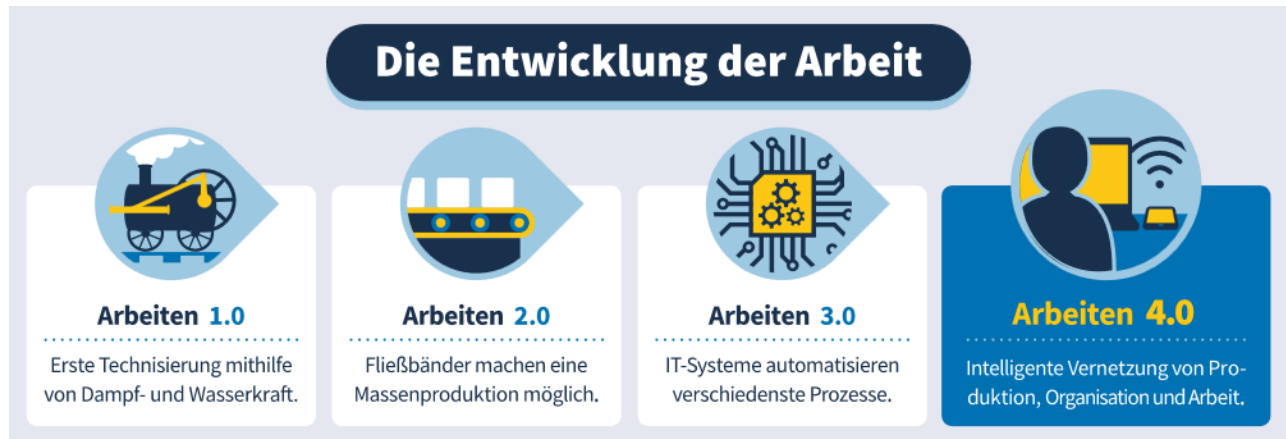 Die Entwicklung der Arbeit
Arbeiten 1.0
Erste Technisierung mithilfe
von Dampf- und Wasserkraft.
Arbeiten 2.0
Fließbänder machen eine
Massenproduktion möglich.
Arbeiten 3.0
IT-Systeme automatisieren
verschiedenste Prozesse.
Arbeiten 4.0
Intelligente Vernetzung von Pro-
duktion, Organisation und Arbeit.